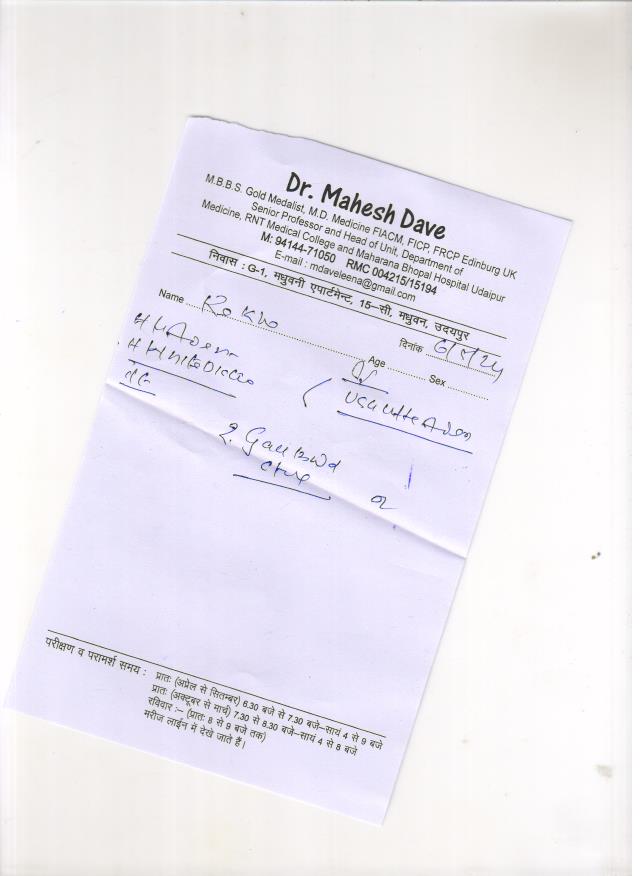 Dr. Mahesh Dave
M.B.B.S. Gold Medalist, M.D. Medicine FIACM, FICP, FRCP Edinburg UK
Senior Professor and Head of Unit, Department of
Medicine, RNT Medical College and Maharana Bhopal Hospital Udaipur
M: 94144-71050 RMC 004215/15194
E-mail : mdaveleena@gmail.com
निवास : G-1, मधुवनी एपार्टमेन्ट, 15-सी, मधुवन, उदयपुर
दिनांक
Name Age Sex
2. Gall Bld
परीक्षण व परामर्श समय : प्रातः (अप्रेल से सितम्बर) 6.30 बजे से 7.30 बजे-सायं 4 से 9 बजे
प्रातः (अक्टूबर से मार्च) 7.30 से 8.30 बजे-सायं 4 से 8 बजे
रविवार :- (प्रातः 8 से 9 बजे तक)
मरीज लाईन में देखे जाते हैं।